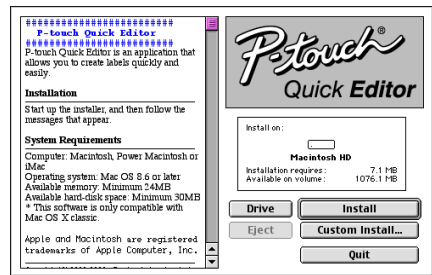 ########################
P-touch Quick Editor
########################
P-touch Quick Editor is an application that
allows you to create labels quickly and
easily.
Installation
Start up the installer, and then follow the
messages that appear.
System Requirements
Computer: Macintosh, Power Macintosh or
iMac
Operating system: Mac OS 8.6 or later
Available memory: Minimum 24MB
Available hard-disk space: Minimum 30MB
* This software is only compatible with
Mac OS X classic.
Apple and Macintosh are registered
trademarks of Apple Computer, Inc.
P-touch®
Quick Editor
Install on:
Macintosh HD
Installation requires: 7.1 MB
Available on volume: 1076.1 MB
Drive
Install
Eject
Custom Install...
Quit